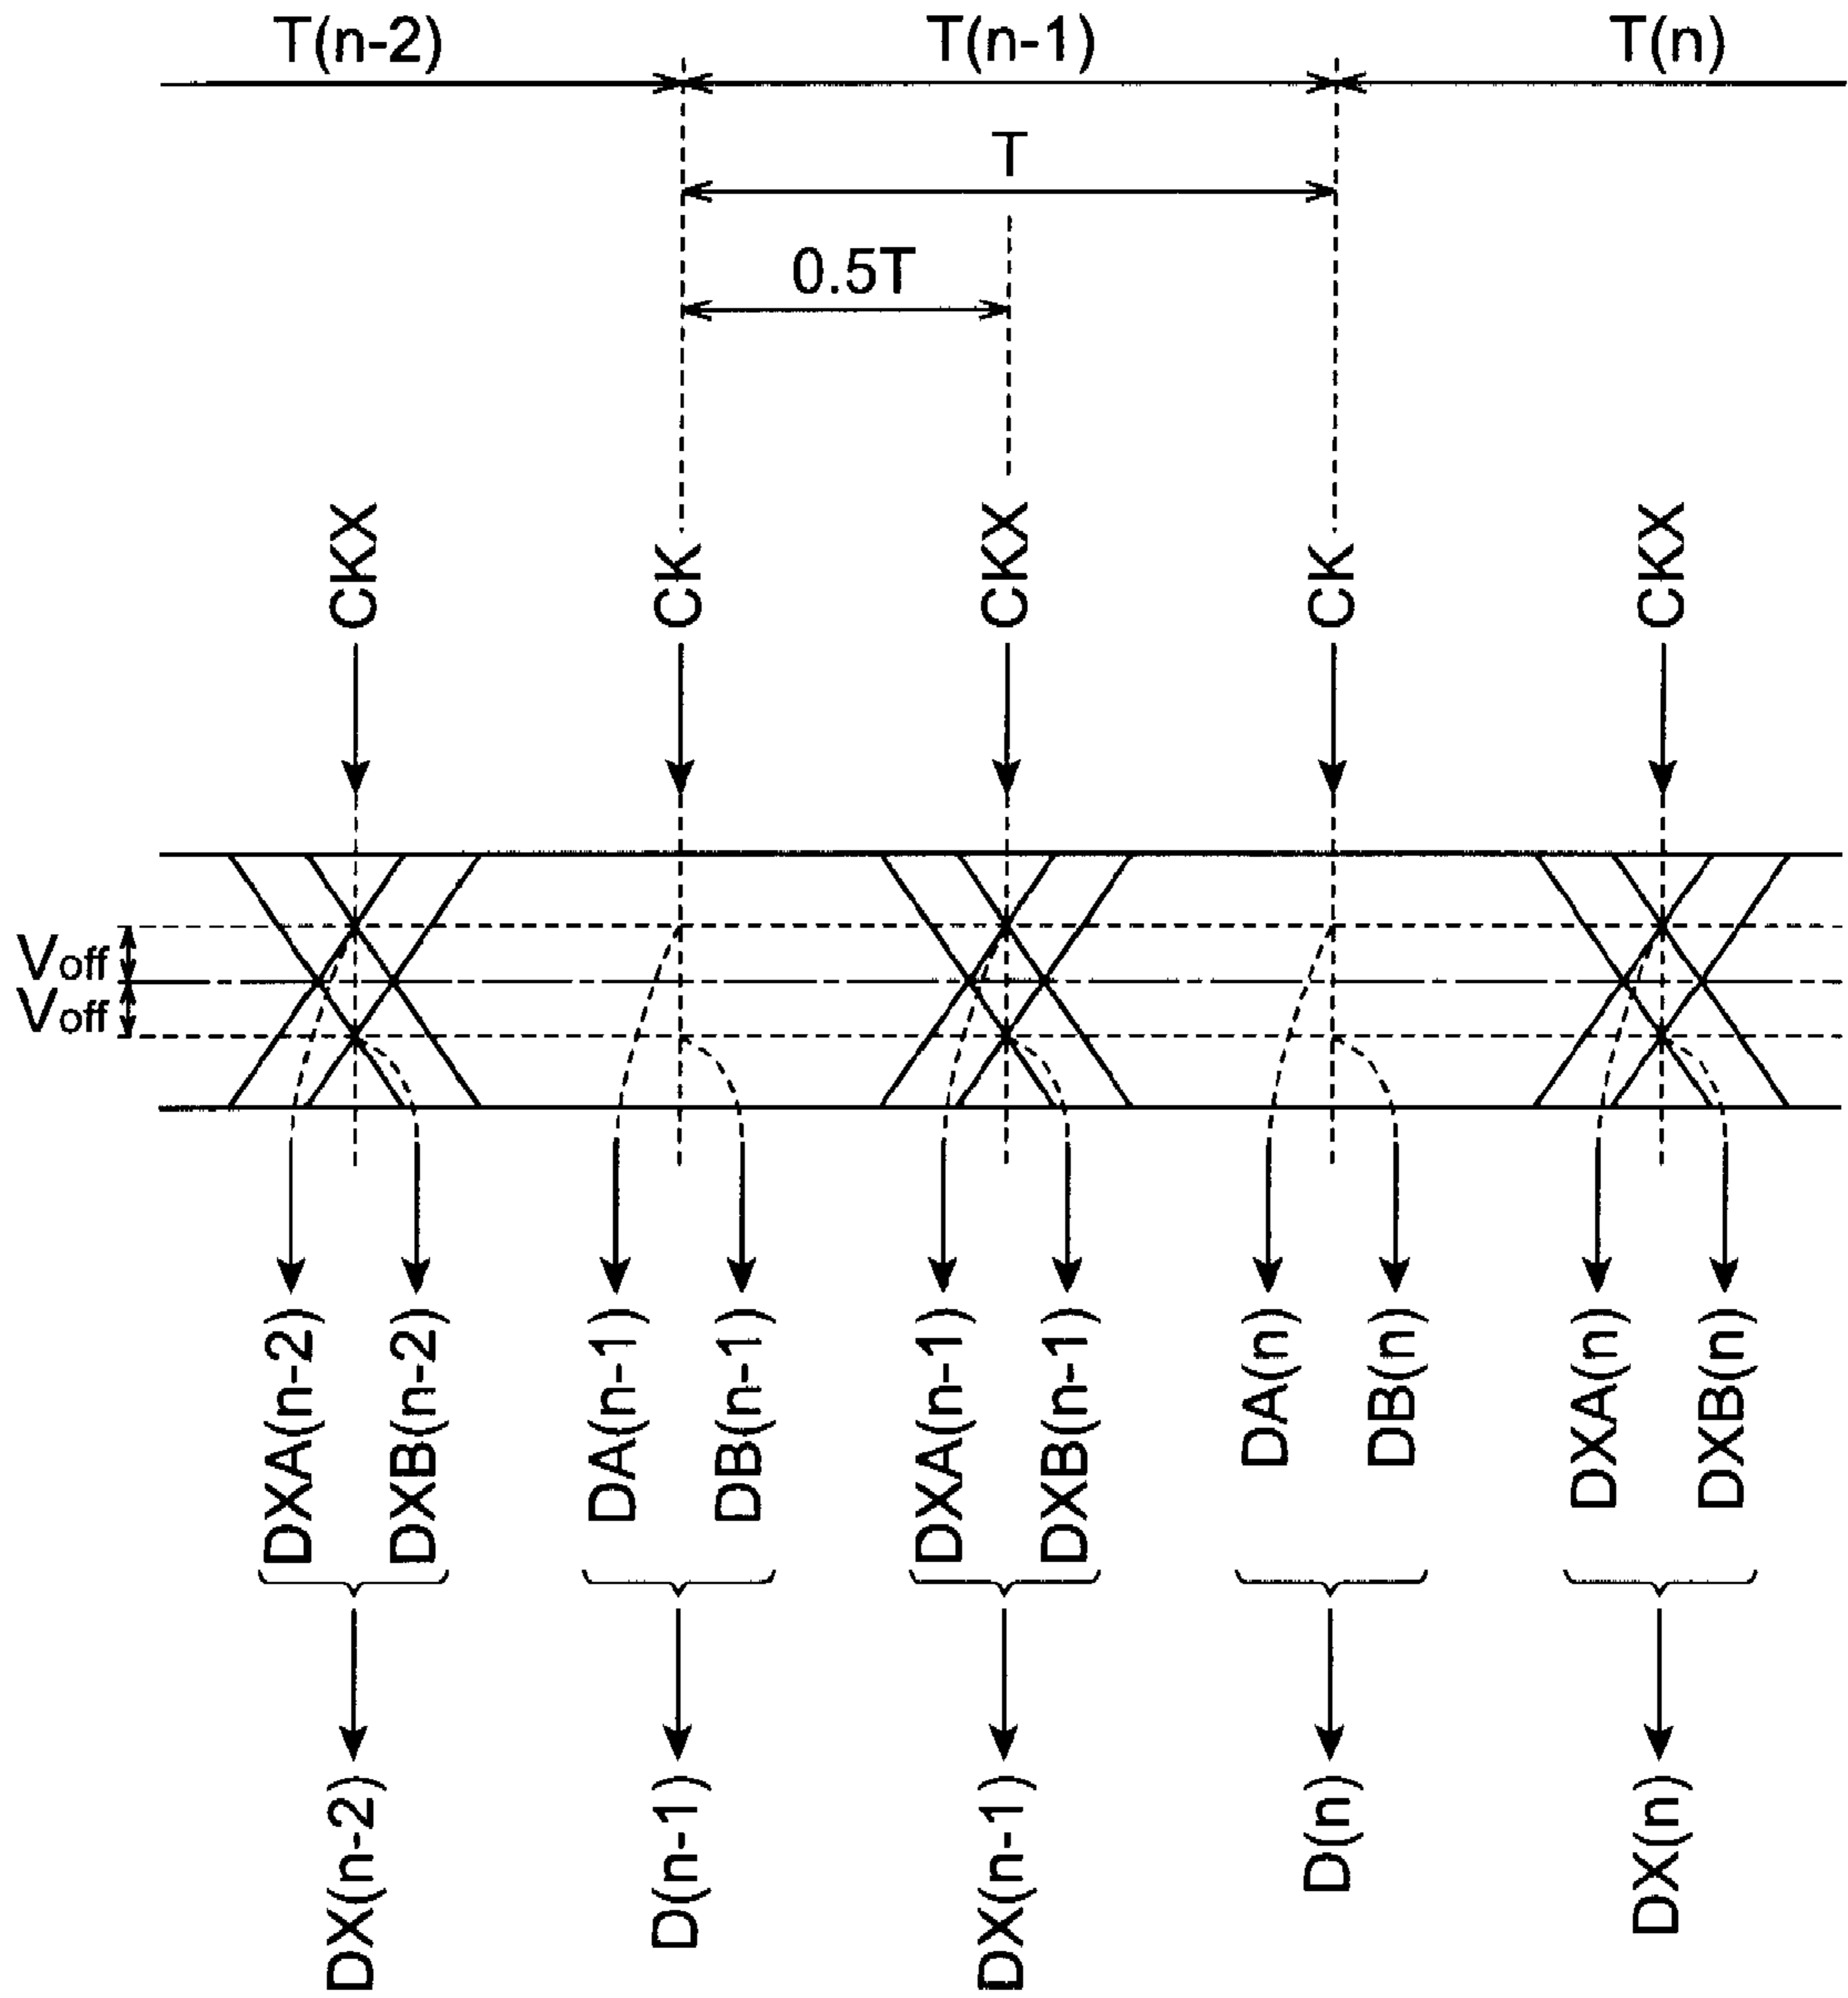 T(n-2)
T(n-1)
T(n)
T
0.5T
CKX
CK
CKX
CK
CKX
Voff
Voff
DXA(n-2)
DXB(n-2)
DA(n-1)
DB(n-1)
DXA(n-1)
DXB(n-1)
DA(n)
DB(n)
DXA(n)
DXB(n)
DX(n-2)
D(n-1)
DX(n-1)
D(n)
DX(n)